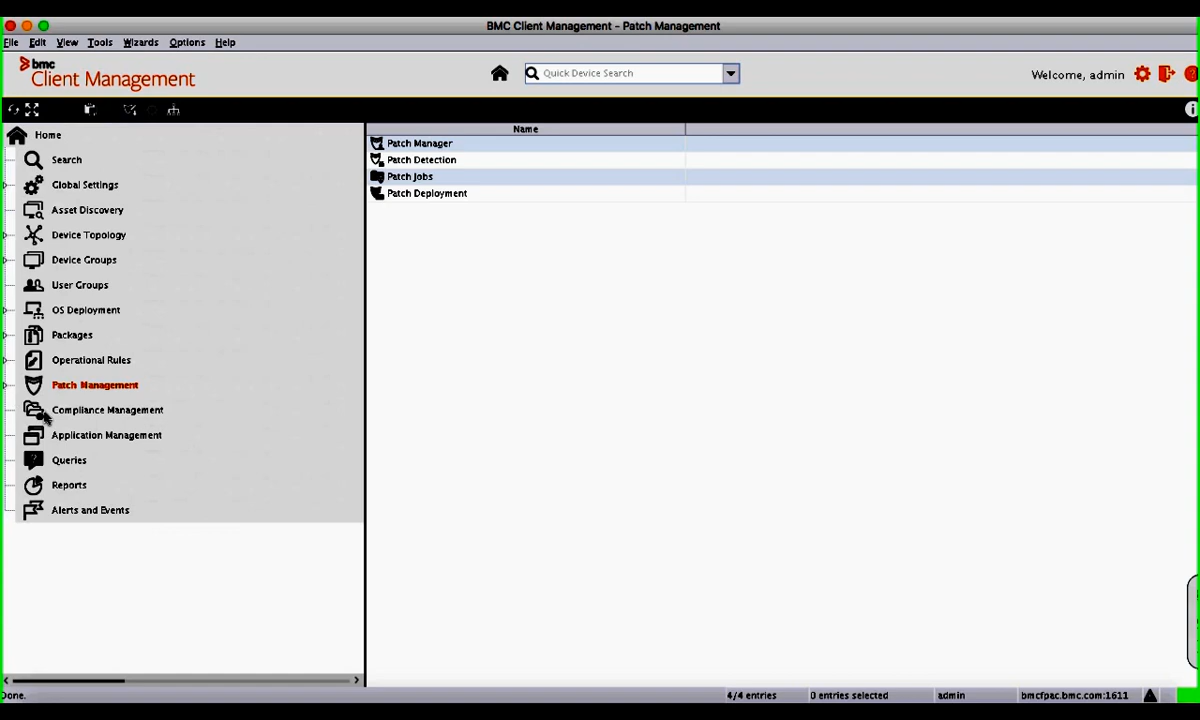 BMC Client Management - Patch Management
File Edit View Tools Wizards Options Help
bmc
Client Management
Quick Device Search
Welcome, admin
Home
Search
Global Settings
Asset Discovery
Device Topology
Device Groups
User Groups
OS Deployment
Packages
Operational Rules
Patch Management
Compliance Management
Application Management
Queries
Reports
Alerts and Events
Name
Patch Manager
Patch Detection
Patch Jobs
Patch Deployment
Done.
4/4 entries
0 entries selected
admin
bmcfpac.bmc.com:1611